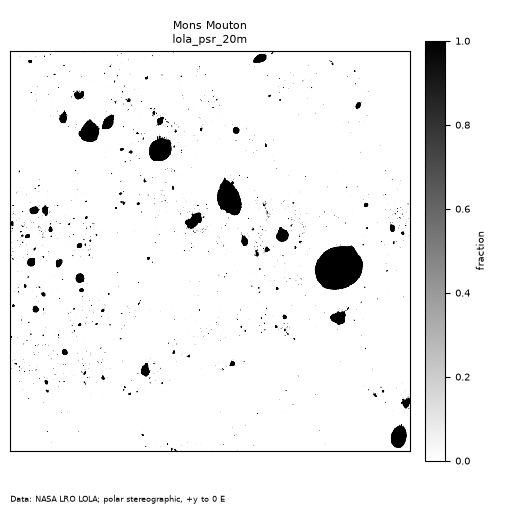 Mons Mouton
lola_psr_20m
1.0
0.8
0.6
0.4
0.2
0.0
fraction
Data: NASA LRO LOLA; polar stereographic, +y to 0 E